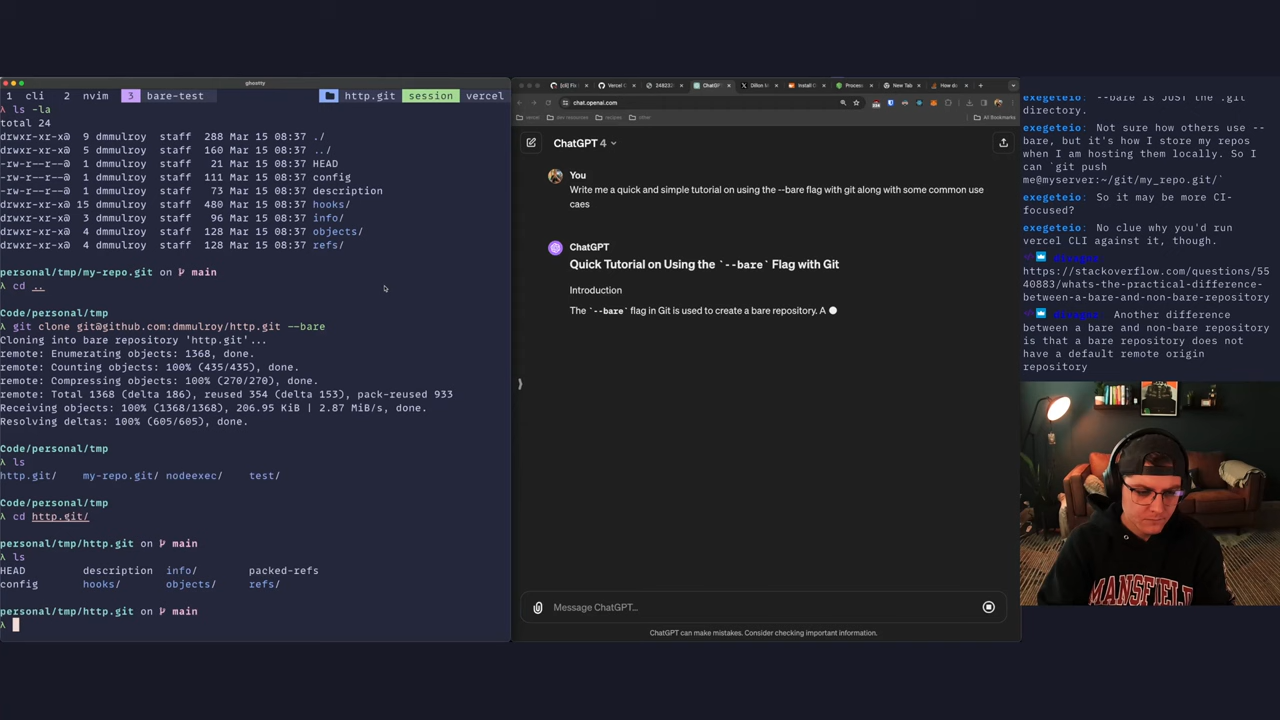 ghostty
1 cli 2 nvim 3 bare-test http.git session vercel
λ ls -la
total 24
drwxr-xr-x@ 9 dmmulroy staff 288 Mar 15 08:37 ./
drwxr-xr-x@ 5 dmmulroy staff 160 Mar 15 08:37 ../
-rw-r--r--@ 1 dmmulroy staff 21 Mar 15 08:37 HEAD
-rw-r--r--@ 1 dmmulroy staff 111 Mar 15 08:37 config
-rw-r--r--@ 1 dmmulroy staff 73 Mar 15 08:37 description
drwxr-xr-x@ 15 dmmulroy staff 480 Mar 15 08:37 hooks/
drwxr-xr-x@ 3 dmmulroy staff 96 Mar 15 08:37 info/
drwxr-xr-x@ 4 dmmulroy staff 128 Mar 15 08:37 objects/
drwxr-xr-x@ 4 dmmulroy staff 128 Mar 15 08:37 refs/
personal/tmp/my-repo.git on main
λ cd ..
Code/personal/tmp
λ git clone git@github.com:dmmulroy/http.git --bare
Cloning into bare repository 'http.git'...
remote: Enumerating objects: 1368, done.
remote: Counting objects: 100% (435/435), done.
remote: Compressing objects: 100% (270/270), done.
remote: Total 1368 (delta 186), reused 354 (delta 153), pack-reused 933
Receiving objects: 100% (1368/1368), 206.95 KiB | 2.87 MiB/s, done.
Resolving deltas: 100% (605/605), done.
Code/personal/tmp
λ ls
http.git/ my-repo.git/ nodeexec/ test/
Code/personal/tmp
λ cd http.git/
personal/tmp/http.git on main
λ ls
HEAD description info/ packed-refs
config hooks/ objects/ refs/
personal/tmp/http.git on main
λ
Vercel ChatGPT Dillon M Install Process New Tab How do
chat.openai.com
vercel dev resources recipes other All Bookmarks
ChatGPT 4
You
Write me a quick and simple tutorial on using the --bare flag with git along with some common use
caes
ChatGPT
Quick Tutorial on Using the `--bare` Flag with Git
Introduction
The `--bare` flag in Git is used to create a bare repository. A
Message ChatGPT...
ChatGPT can make mistakes. Consider checking important information.
exegeteio: --bare is JUST the .git
directory.
exegeteio: Not sure how others use --
bare, but it's how I store my repos
when I am hosting them locally. So I
can `git push
me@myserver:~/git/my_repo.git/`
exegeteio: So it may be more CI-
focused?
exegeteio: No clue why you'd run
vercel CLI against it, though.
https://stackoverflow.com/questions/55
40883/whats-the-practical-difference-
between-a-bare-and-non-bare-repository
Another difference
between a bare and non-bare repository
is that a bare repository does not
have a default remote origin
repository
MANSFIELD